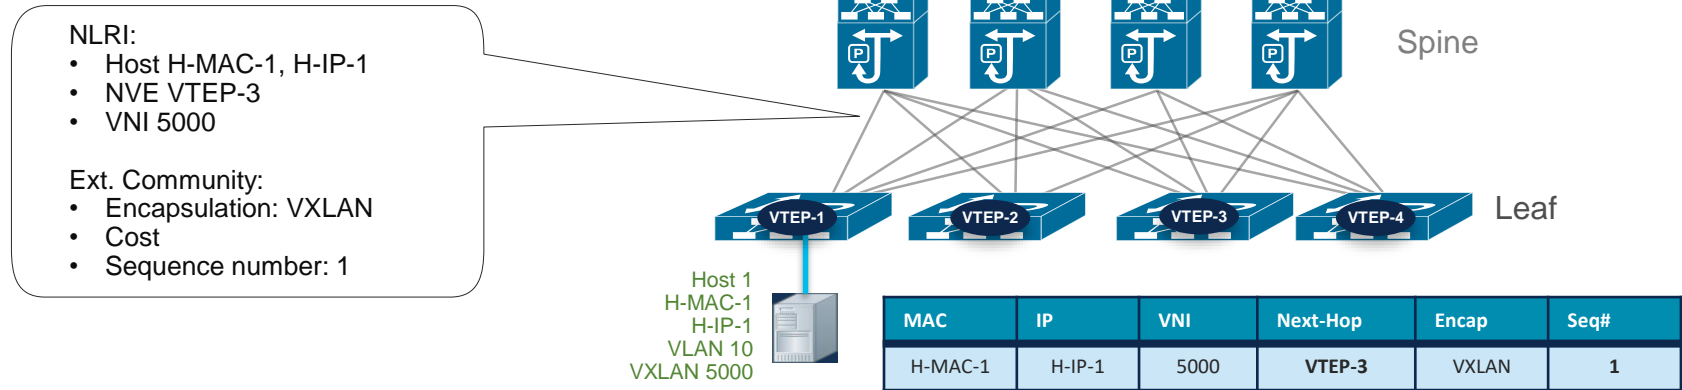 NLRI:
• Host H-MAC-1, H-IP-1
• NVE VTEP-3
• VNI 5000
Ext. Community:
• Encapsulation: VXLAN
• Cost
• Sequence number: 1
P P P P
Spine
VTEP-1 VTEP-2 VTEP-3 VTEP-4
Leaf
Host 1
H-MAC-1
H-IP-1
VLAN 10
VXLAN 5000
MAC IP VNI Next-Hop Encap Seq#
H-MAC-1 H-IP-1 5000 VTEP-3 VXLAN 1